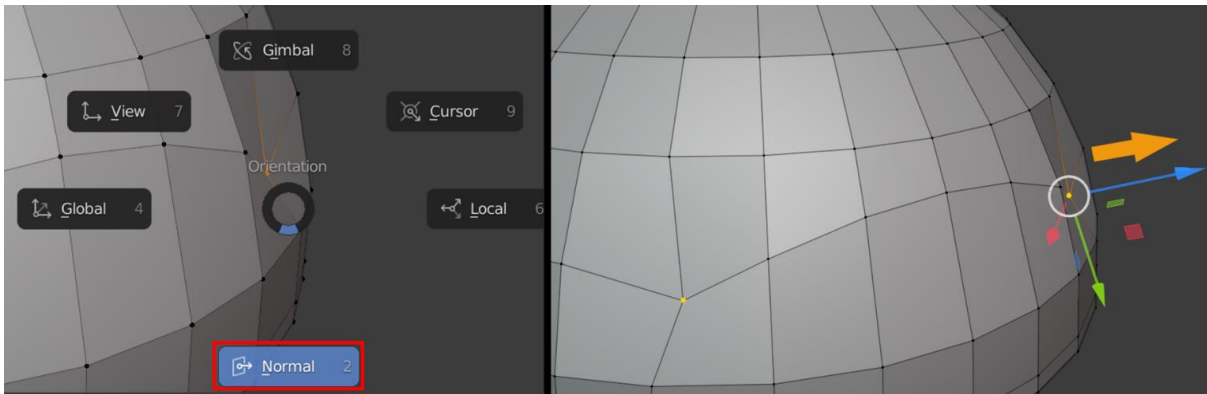 Gimbal 8
View 7
Cursor 9
Orientation
Global 4
Local 6
Normal 2